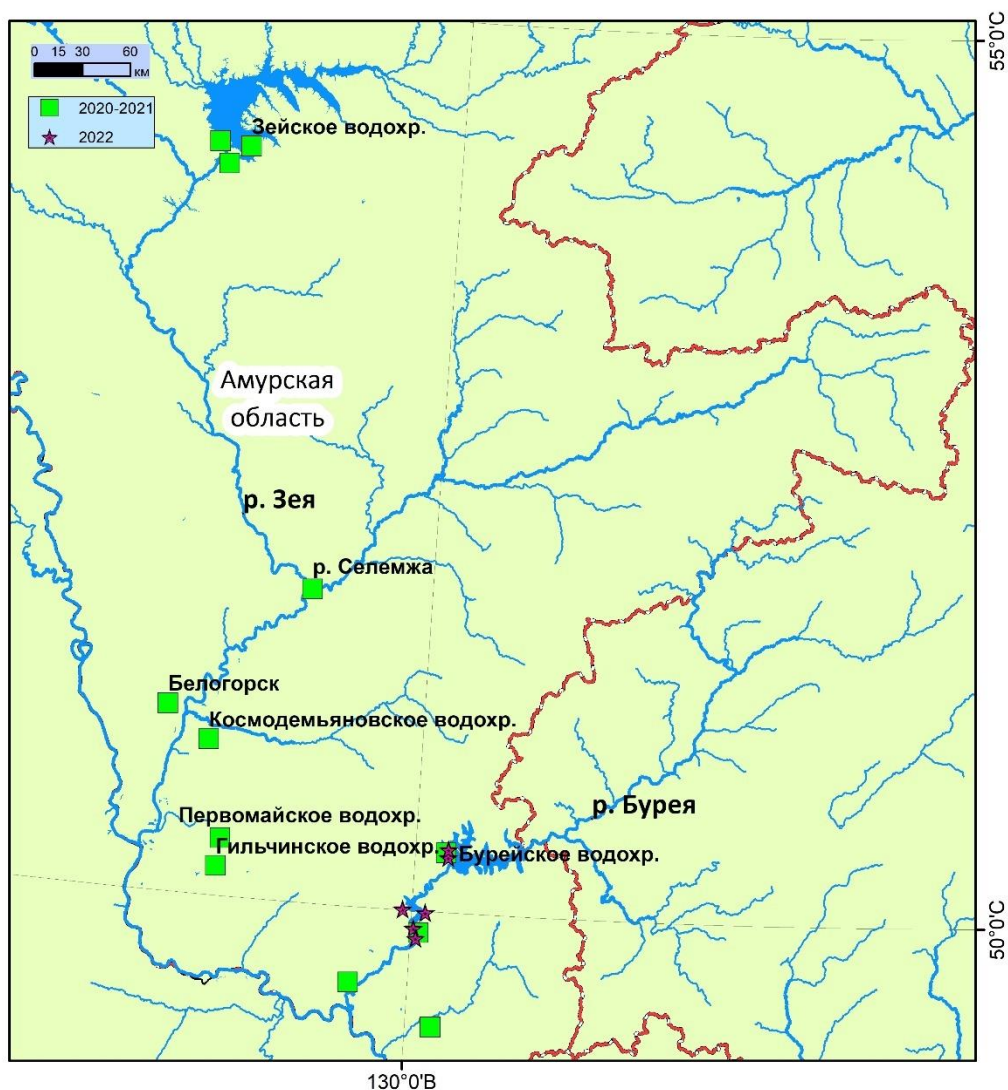 55°0'С
0 15 30 60
км
2020-2021
2022
Зейское водохр.
Амурская
область
р. Зея
р. Селемжа
Белогорск
Космодемьяновское водохр.
р. Бурея
Первомайское водохр.
Гильчинское водохр.
Бурейское водохр.
50°0'С
130°0'В